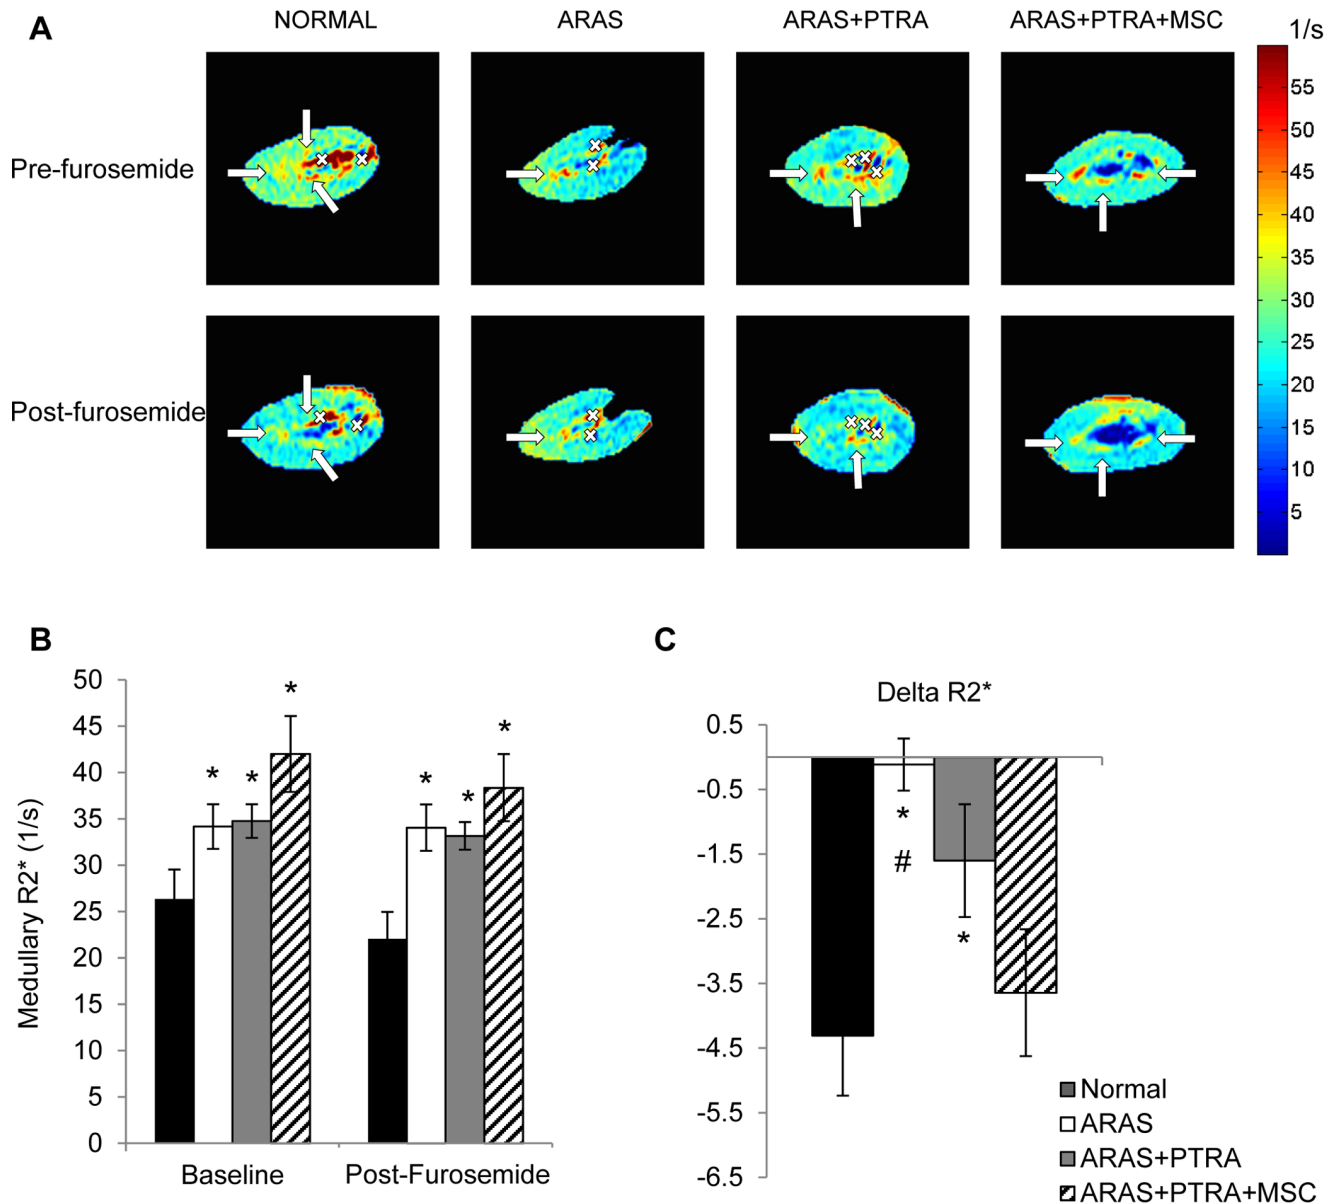 A
NORMAL
ARAS
ARAS+PTRA
ARAS+PTRA+MSC
1/s
Pre-furosemide
Post-furosemide
55
50
45
40
35
30
25
20
15
10
5
B
Medullary R2* (1/s)
50
45
40
35
30
25
20
15
10
5
0
*
*
*
*
*
*
Baseline
Post-Furosemide
C
Delta R2*
0.5
-0.5
-1.5
-2.5
-3.5
-4.5
-5.5
-6.5
*
#
*
Normal
ARAS
ARAS+PTRA
ARAS+PTRA+MSC